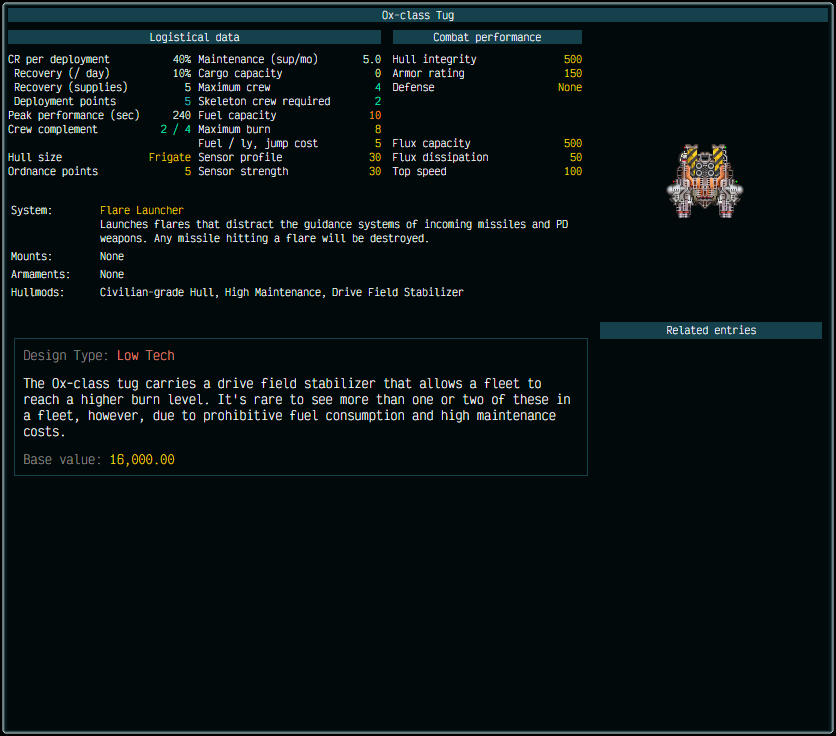 Ox-class Tug
Logistical data
CR per deployment 40% Maintenance (sup/mo) 5.0
Recovery (/ day) 10% Cargo capacity 0
Recovery (supplies) 5 Maximum crew 4
Deployment points 5 Skeleton crew required 2
Peak performance (sec) 240 Fuel capacity 10
Crew complement 2 / 4 Maximum burn 8
Fuel / ly, jump cost 5
Hull size Frigate Sensor profile 30
Ordnance points 5 Sensor strength 30
Combat performance
Hull integrity 500
Armor rating 150
Defense None
Flux capacity 500
Flux dissipation 50
Top speed 100
System: Flare Launcher
Launches flares that distract the guidance systems of incoming missiles and PD
weapons. Any missile hitting a flare will be destroyed.
Mounts: None
Armaments: None
Hullmods: Civilian-grade Hull, High Maintenance, Drive Field Stabilizer
Related entries
Design Type: Low Tech
The Ox-class tug carries a drive field stabilizer that allows a fleet to
reach a higher burn level. It's rare to see more than one or two of these in
a fleet, however, due to prohibitive fuel consumption and high maintenance
costs.
Base value: 16,000.00